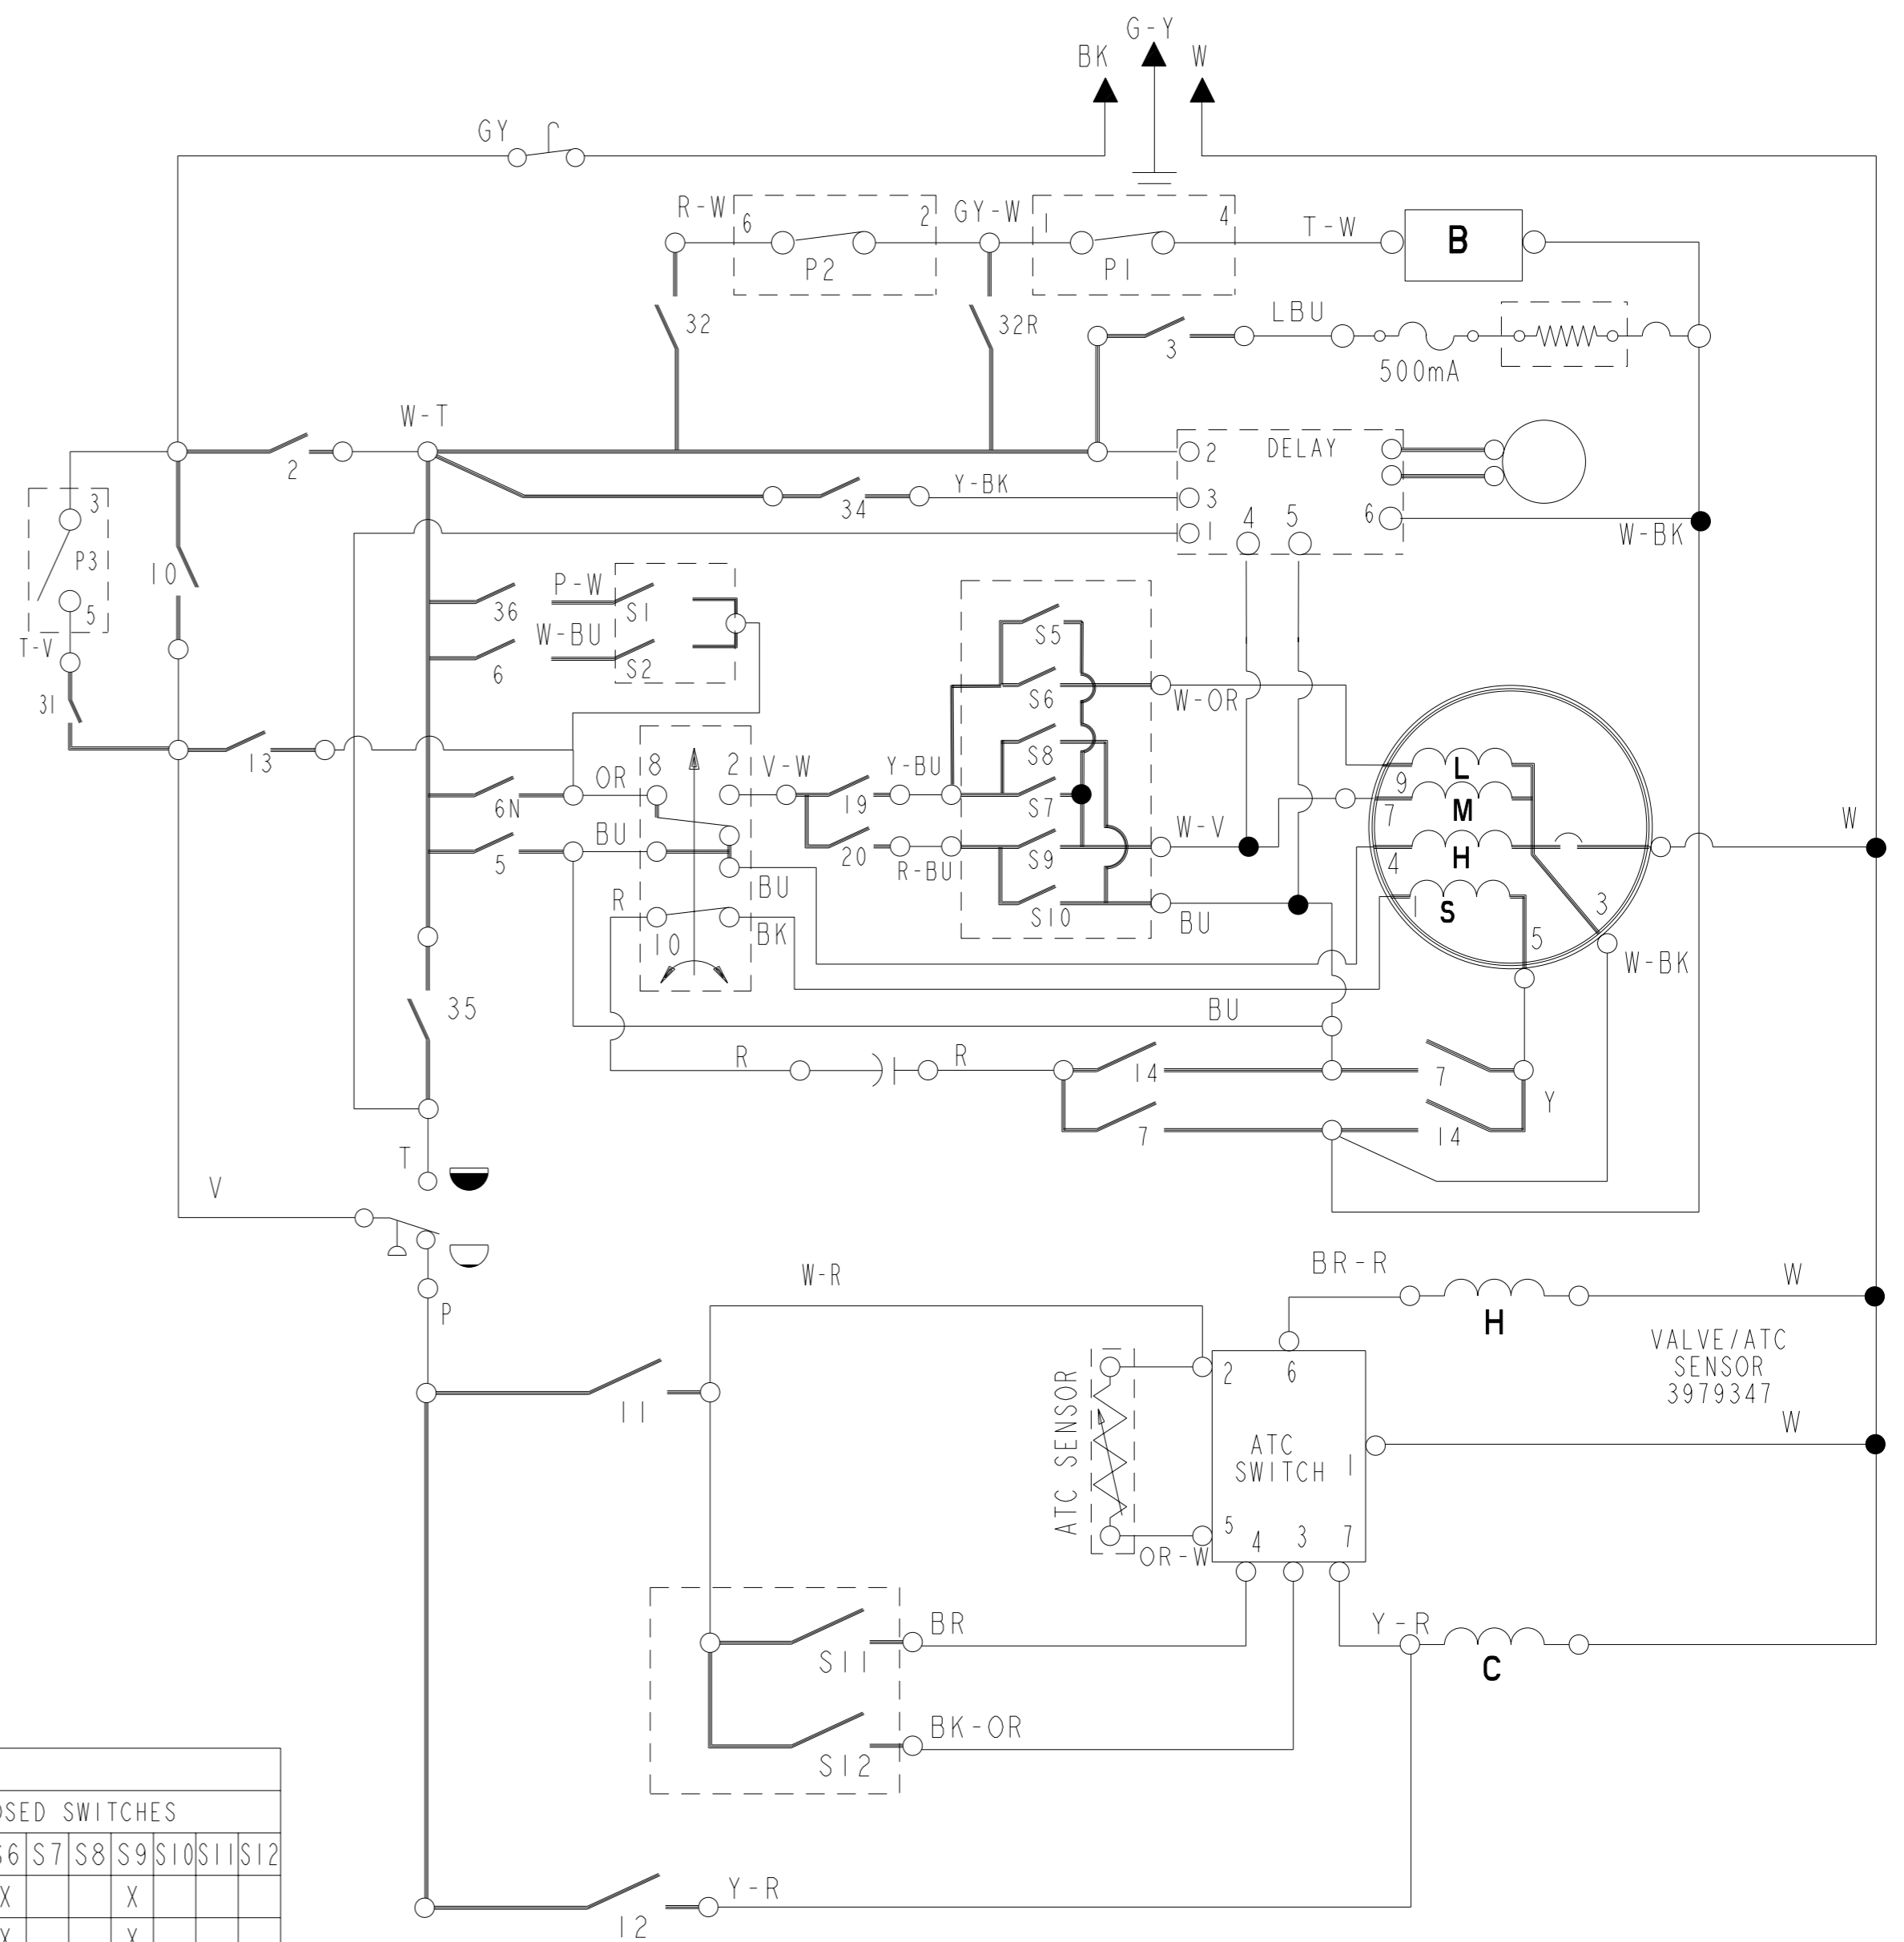 G-Y
BK
W
GY
R-W
6
2
GY-W
1
4
T-W
B
P2
P1
32
32R
3
LBU
500mA
W-T
2
2
DELAY
3
34
Y-BK
3
1
4
5
6
W-BK
P3
10
5
T-V
31
36
P-W
S1
6
W-BU
S2
S5
S6
W-OR
13
OR
8
2
V-W
Y-BU
S8
6N
19
S7
BU
5
20
R-BU
S9
W-V
BU
R
10
BK
S10
BU
9
L
7
M
4
H
1
S
3
5
W-BK
W
35
BU
R
R
14
7
Y
7
14
T
V
P
W-R
BR-R
W
H
VALVE/ATC
SENSOR
3979347
11
ATC SENSOR
2
6
ATC
SWITCH
1
W
5
4
3
7
OR-W
S11
BR
Y-R
C
S12
BK-OR
12
Y-R
OSED SWITCHES
S6 S7 S8 S9 S10 S11 S12
X X
X X